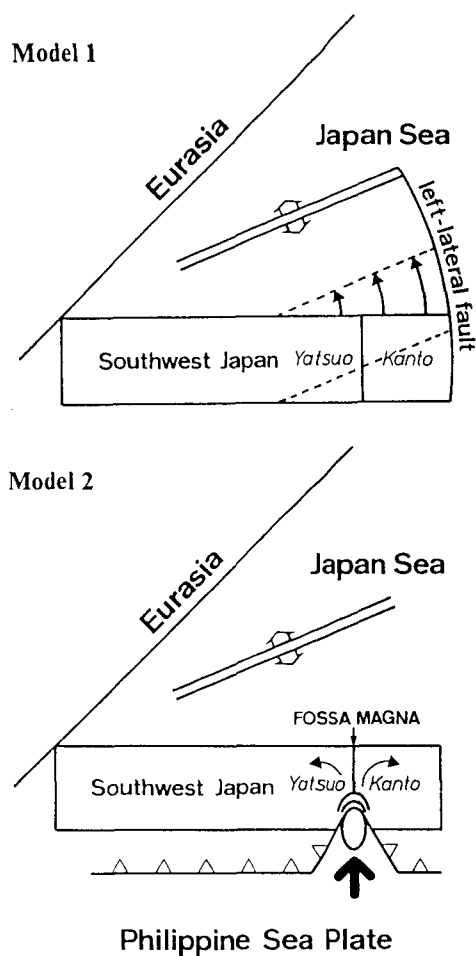 Model 1
Eurasia
Japan Sea
left-lateral fault
Southwest Japan Yatsuo Kanto
Model 2
Eurasia
Japan Sea
FOSSA MAGNA
Southwest Japan Yatsuo Kanto
Philippine Sea Plate